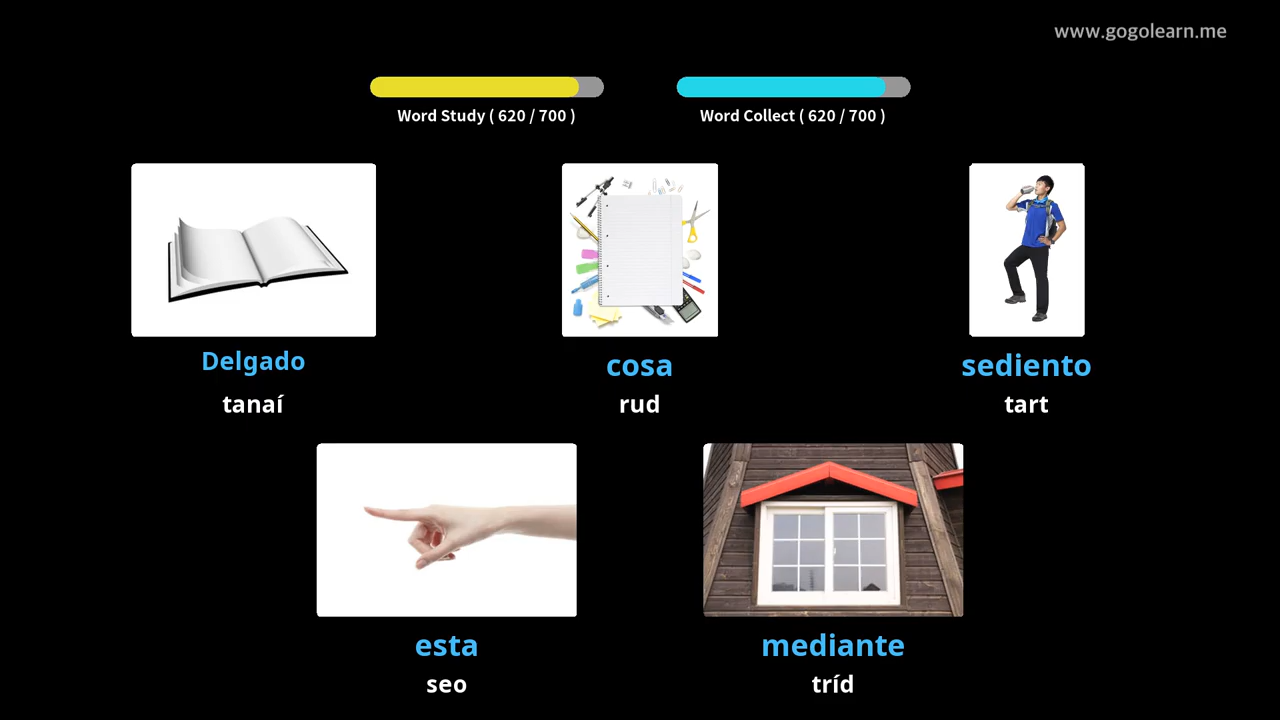 www.gogolearn.me
Word Study ( 620 / 700 )
Word Collect ( 620 / 700 )
Delgado
tanaí
cosa
rud
sediento
tart
esta
seo
mediante
tríd